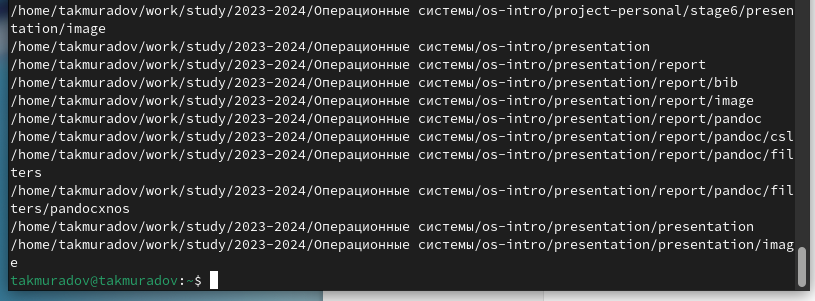 /home/takmuradov/work/study/2023-2024/Операционные системы/os-intro/project-personal/stage6/presen
tation/image
/home/takmuradov/work/study/2023-2024/Операционные системы/os-intro/presentation
/home/takmuradov/work/study/2023-2024/Операционные системы/os-intro/presentation/report
/home/takmuradov/work/study/2023-2024/Операционные системы/os-intro/presentation/report/bib
/home/takmuradov/work/study/2023-2024/Операционные системы/os-intro/presentation/report/image
/home/takmuradov/work/study/2023-2024/Операционные системы/os-intro/presentation/report/pandoc
/home/takmuradov/work/study/2023-2024/Операционные системы/os-intro/presentation/report/pandoc/csl
/home/takmuradov/work/study/2023-2024/Операционные системы/os-intro/presentation/report/pandoc/fil
ters
/home/takmuradov/work/study/2023-2024/Операционные системы/os-intro/presentation/report/pandoc/fil
ters/pandocxnos
/home/takmuradov/work/study/2023-2024/Операционные системы/os-intro/presentation/presentation
/home/takmuradov/work/study/2023-2024/Операционные системы/os-intro/presentation/presentation/imag
e
takmuradov@takmuradov:~$